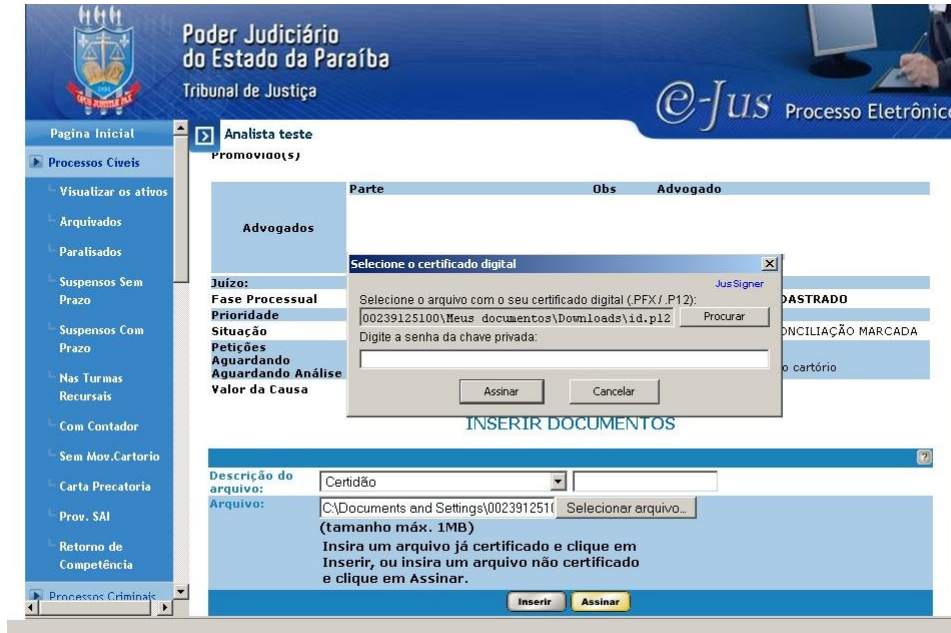 Poder Judiciário
do Estado da Paraíba
Tribunal de Justiça
e-Jus Processo Eletrônico
Pagina Inicial
Processos Cíveis
Visualizar os ativos
Arquivados
Paralisados
Suspensos Sem
Prazo
Suspensos Com
Prazo
Nas Turmas
Recursais
Com Contador
Sem Mov.Cartorio
Carta Precatoria
Prov. SAI
Retorno de
Competência
Processos Criminais
Analista teste
Promovido(s)
Parte Obs Advogado
Advogados
Juízo:
Fase Processual
DASTRADO
Prioridade
Situação
ONCILIAÇÃO MARCADA
Petições
Aguardando
Aguardando Análise
o cartório
Valor da Causa
Selecione o certificado digital
JusSigner
Selecione o arquivo com o seu certificado digital (.PFX / .P12):
00239125100\Meus documentos\Downloads\id.p12
Procurar
Digite a senha da chave privada:
Assinar Cancelar
INSERIR DOCUMENTOS
?
Descrição do
arquivo:
Certidão
Arquivo:
C:\Documents and Settings\0023912510
Selecionar arquivo...
(tamanho máx. 1MB)
Insira um arquivo já certificado e clique em
Inserir, ou insira um arquivo não certificado
e clique em Assinar.
Inserir Assinar